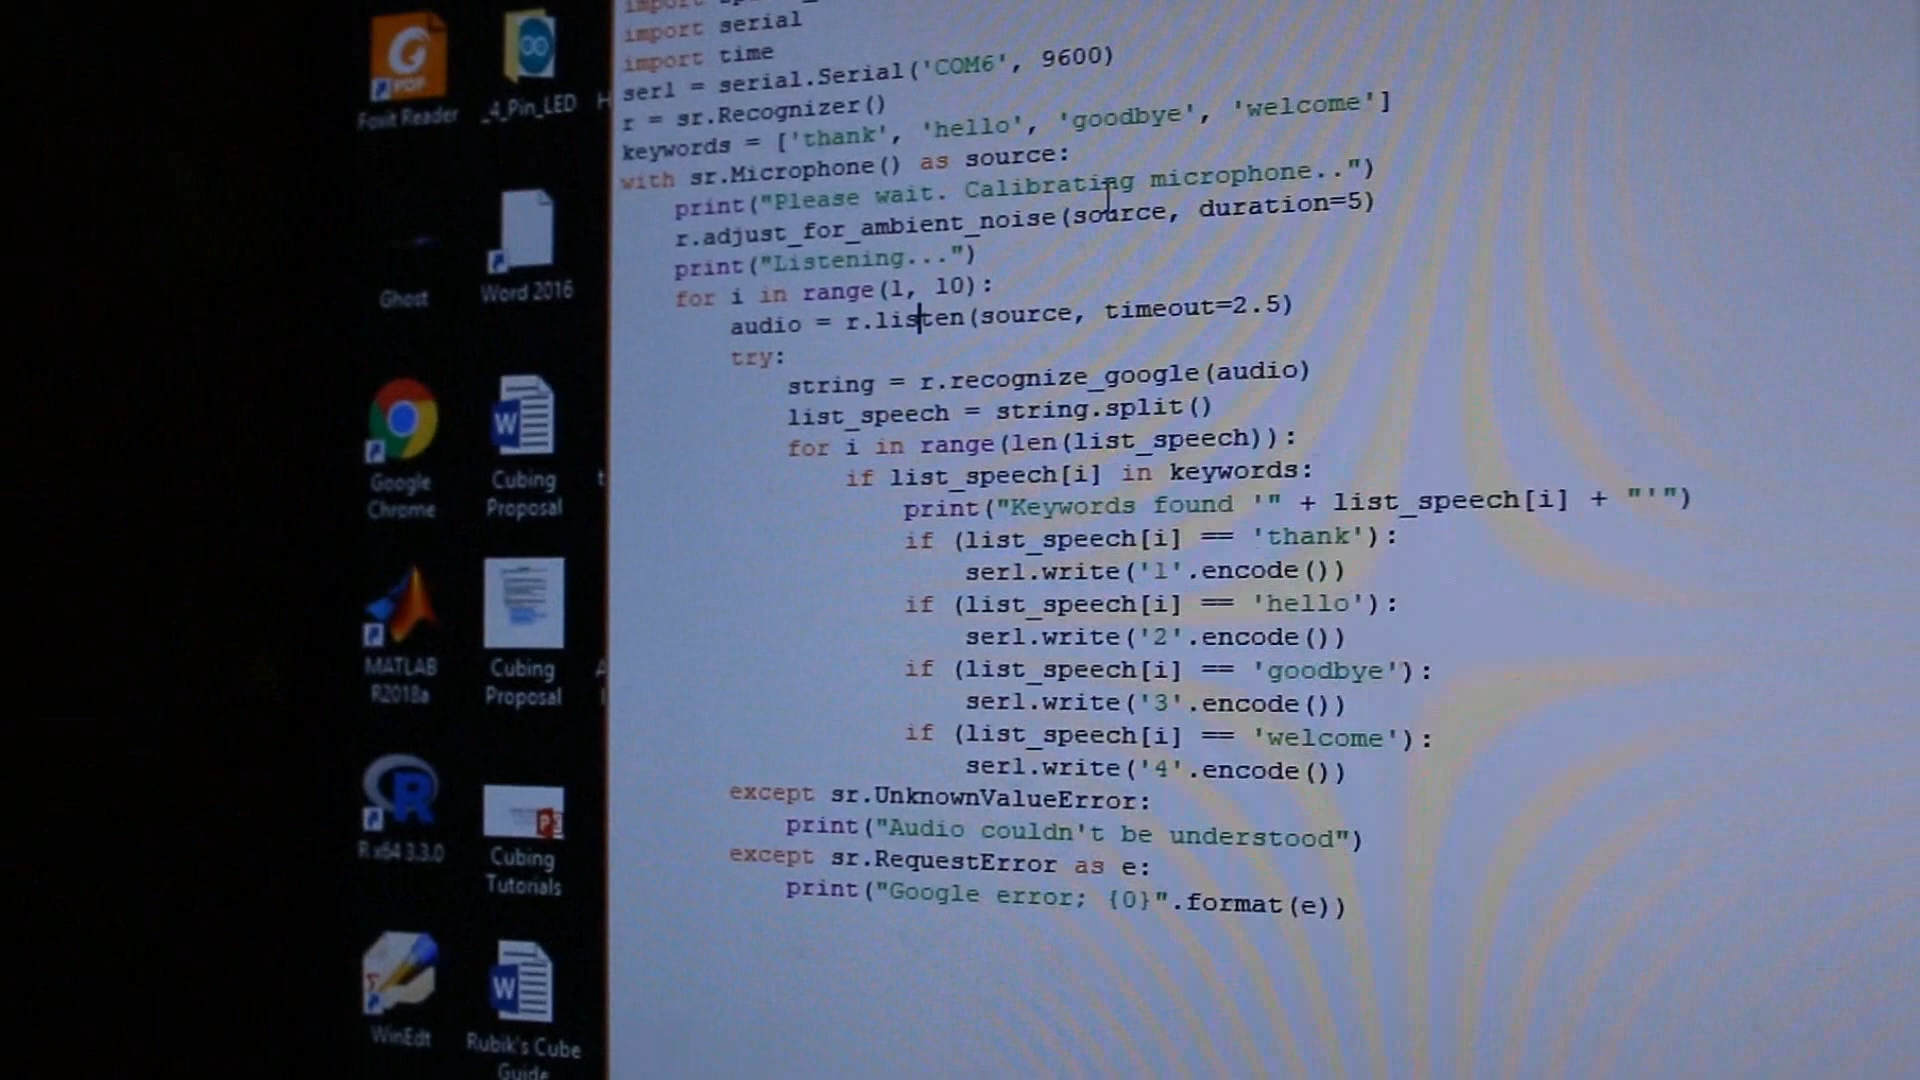 Foxit Reader
_4_Pin_LED
Ghost
Word 2016
Google
Chrome
Cubing
Proposal
MATLAB
R2018a
Cubing
Proposal
R x64 3.3.0
Cubing
Tutorials
WinEdt
Rubik's Cube
Guide
import
import serial
import time
serl = serial.Serial('COM6', 9600)
r = sr.Recognizer()
keywords = ['thank', 'hello', 'goodbye', 'welcome']
with sr.Microphone() as source:
print("Please wait. Calibrating microphone..")
r.adjust_for_ambient_noise(source, duration=5)
print("Listening...")
for i in range(1, 10):
audio = r.listen(source, timeout=2.5)
try:
string = r.recognize_google(audio)
list_speech = string.split()
for i in range(len(list_speech)):
if list_speech[i] in keywords:
print("Keywords found '" + list_speech[i] + "'")
if (list_speech[i] == 'thank'):
serl.write('1'.encode())
if (list_speech[i] == 'hello'):
serl.write('2'.encode())
if (list_speech[i] == 'goodbye'):
serl.write('3'.encode())
if (list_speech[i] == 'welcome'):
serl.write('4'.encode())
except sr.UnknownValueError:
print("Audio couldn't be understood")
except sr.RequestError as e:
print("Google error; {0}".format(e))